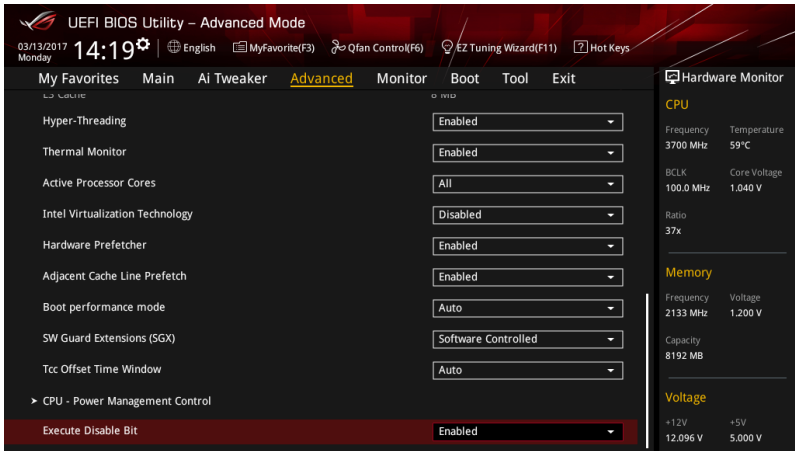 UEFI BIOS Utility – Advanced Mode
03/13/2017 Monday 14:19 English MyFavorite(F3) Qfan Control(F6) EZ Tuning Wizard(F11) ? Hot Keys
My Favorites Main Ai Tweaker Advanced Monitor Boot Tool Exit
L3 Cache 8 MB
Hyper-Threading Enabled
Thermal Monitor Enabled
Active Processor Cores All
Intel Virtualization Technology Disabled
Hardware Prefetcher Enabled
Adjacent Cache Line Prefetch Enabled
Boot performance mode Auto
SW Guard Extensions (SGX) Software Controlled
Tcc Offset Time Window Auto
> CPU - Power Management Control
Execute Disable Bit Enabled
Hardware Monitor
CPU
Frequency Temperature
3700 MHz 59°C
BCLK Core Voltage
100.0 MHz 1.040 V
Ratio
37x
Memory
Frequency Voltage
2133 MHz 1.200 V
Capacity
8192 MB
Voltage
+12V +5V
12.096 V 5.000 V